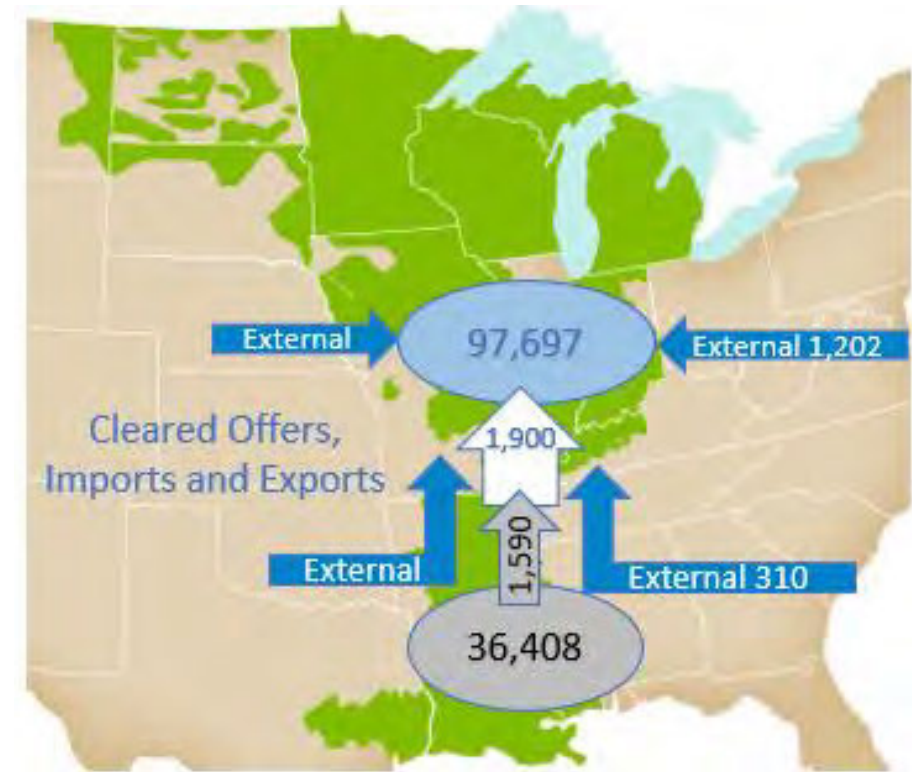 97,697
External
External 1,202
Cleared Offers,
Imports and Exports
1,900
1,590
External
External 310
36,408